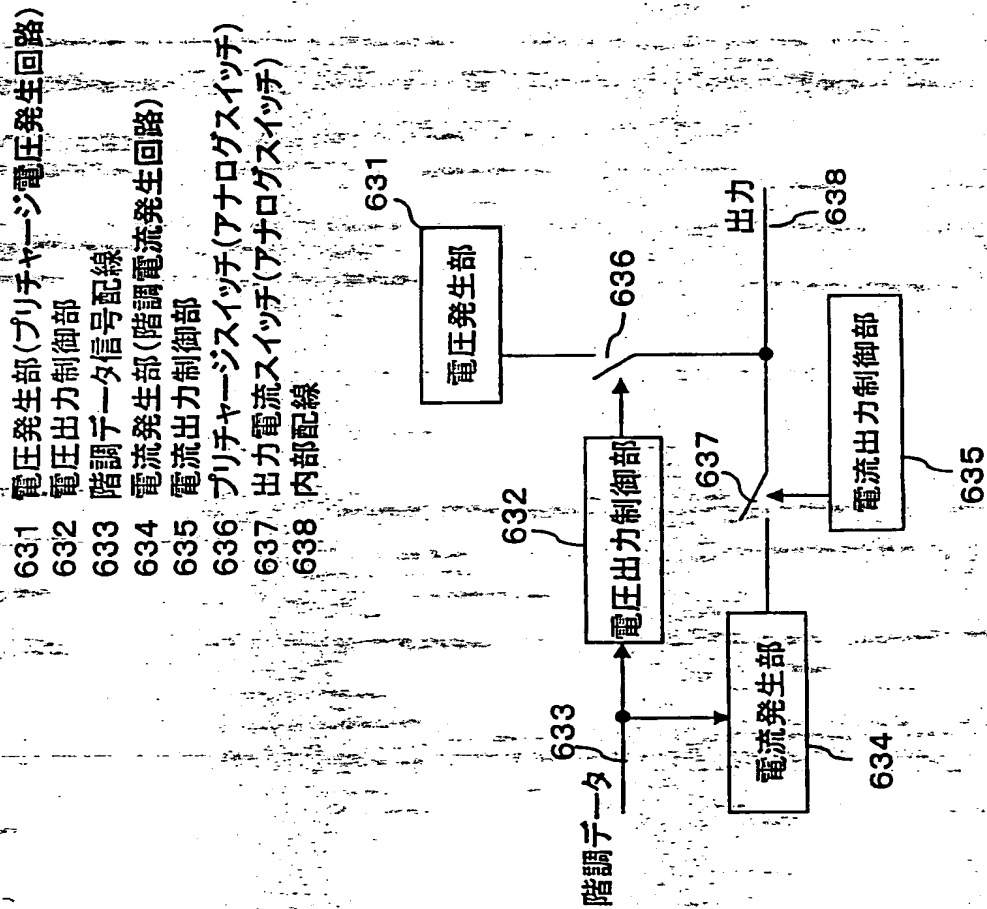 631 電圧発生部(プリチャージ電圧発生回路)
632 電圧出力制御部
633 階調データ信号配線
634 電流発生部(階調電流発生回路)
635 電流出力制御部
636 プリチャージスイッチ(アナログスイッチ)
637 出力電流スイッチ(アナログスイッチ)
638 内部配線
電圧発生部
631
636
出力
638
電圧出力制御部
632
637
電流出力制御部
635
階調データ
633
電流発生部
634